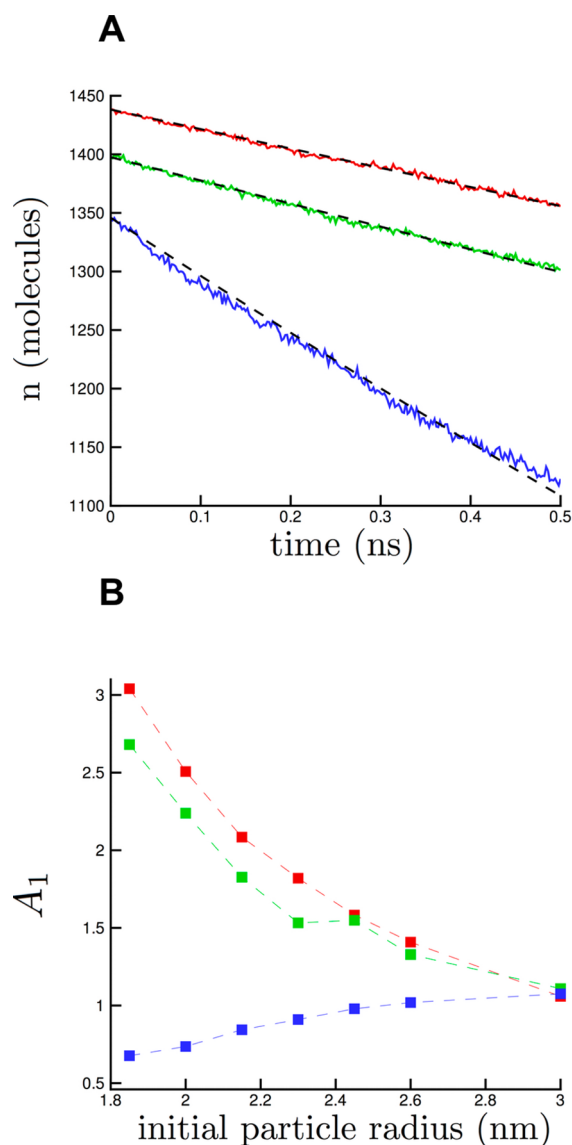 A
1450
1400
1350
1300
1250
1200
1150
1100
n (molecules)
0 0.1 0.2 0.3 0.4 0.5
time (ns)
B
3
2.5
2
1.5
1
0.5
A1
1.8 2 2.2 2.4 2.6 2.8 3
initial particle radius (nm)